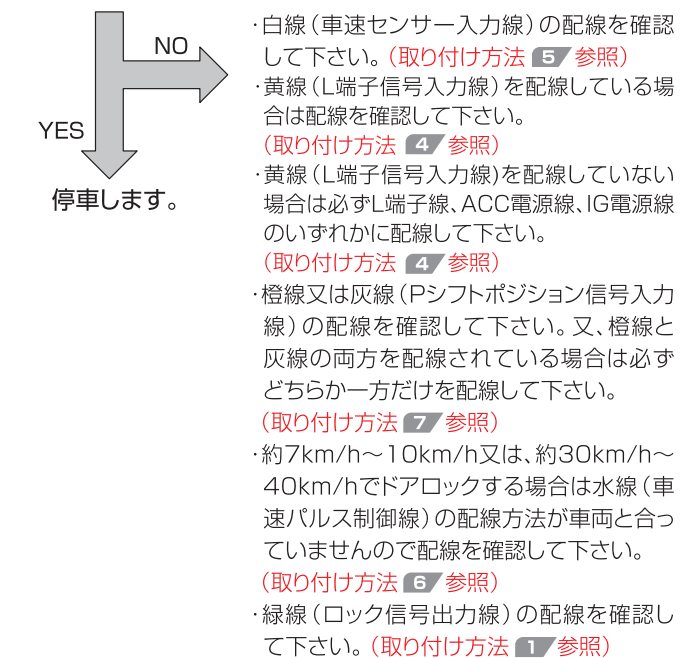 NO
YES
停車します。
・白線（車速センサー入力線）の配線を確認
して下さい。（取り付け方法 5 参照）
・黄線（L端子信号入力線）を配線している場
合は配線を確認して下さい。
（取り付け方法 4 参照）
・黄線（L端子信号入力線)を配線していない
場合は必ずL端子線、ACC電源線、IG電源線
のいずれかに配線して下さい。
（取り付け方法 4 参照）
・橙線又は灰線（Pシフトポジション信号入力
線）の配線を確認して下さい。又、橙線と
灰線の両方を配線されている場合は必ず
どちらか一方だけを配線して下さい。
（取り付け方法 7 参照）
・約7km/h～10km/h又は、約30km/h～
40km/hでドアロックする場合は水線（車
速パルス制御線）の配線方法が車両と合っ
ていませんので配線を確認して下さい。
（取り付け方法 6 参照）
・緑線（ロック信号出力線）の配線を確認し
て下さい。（取り付け方法 1 参照）